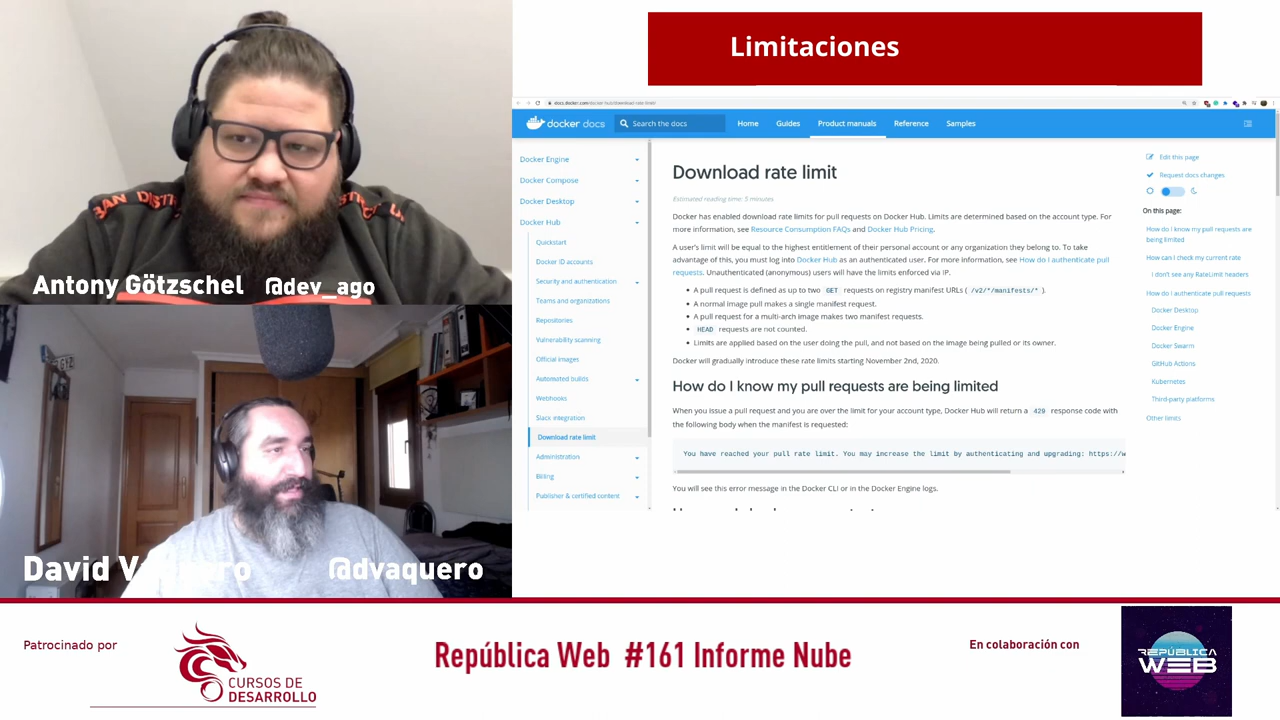 Limitaciones
BAN DIST
Antony Götzschel @dev_ago
David V
@dvaquero
docs.docker.com/docker-hub/download-rate-limit/
docker docs
Search the docs
Home
Guides
Product manuals
Reference
Samples
Docker Engine
Docker Compose
Docker Desktop
Docker Hub
Quickstart
Docker ID accounts
Security and authentication
Teams and organizations
Repositories
Vulnerability scanning
Official images
Automated builds
Webhooks
Slack integration
Download rate limit
Administration
Billing
Publisher & certified content
Download rate limit
Estimated reading time: 5 minutes
Docker has enabled download rate limits for pull requests on Docker Hub. Limits are determined based on the account type. For
more information, see Resource Consumption FAQs and Docker Hub Pricing.
A user's limit will be equal to the highest entitlement of their personal account or any organization they belong to. To take
advantage of this, you must log into Docker Hub as an authenticated user. For more information, see How do I authenticate pull
requests. Unauthenticated (anonymous) users will have the limits enforced via IP.
• A pull request is defined as up to two GET requests on registry manifest URLs ( /v2/*/manifests/* ).
• A normal image pull makes a single manifest request.
• A pull request for a multi-arch image makes two manifest requests.
• HEAD requests are not counted.
• Limits are applied based on the user doing the pull, and not based on the image being pulled or its owner.
Docker will gradually introduce these rate limits starting November 2nd, 2020.
How do I know my pull requests are being limited
When you issue a pull request and you are over the limit for your account type, Docker Hub will return a 429 response code with
the following body when the manifest is requested:
You have reached your pull rate limit. You may increase the limit by authenticating and upgrading: https://w
You will see this error message in the Docker CLI or in the Docker Engine logs.
Edit this page
Request docs changes
On this page:
How do I know my pull requests are
being limited
How can I check my current rate
I don't see any RateLimit headers
How do I authenticate pull requests
Docker Desktop
Docker Engine
Docker Swarm
GitHub Actions
Kubernetes
Third-party platforms
Other limits
Patrocinado por
CURSOS DE
DESARROLLO
República Web #161 Informe Nube
En colaboración con
REPÚBLICA
WEB